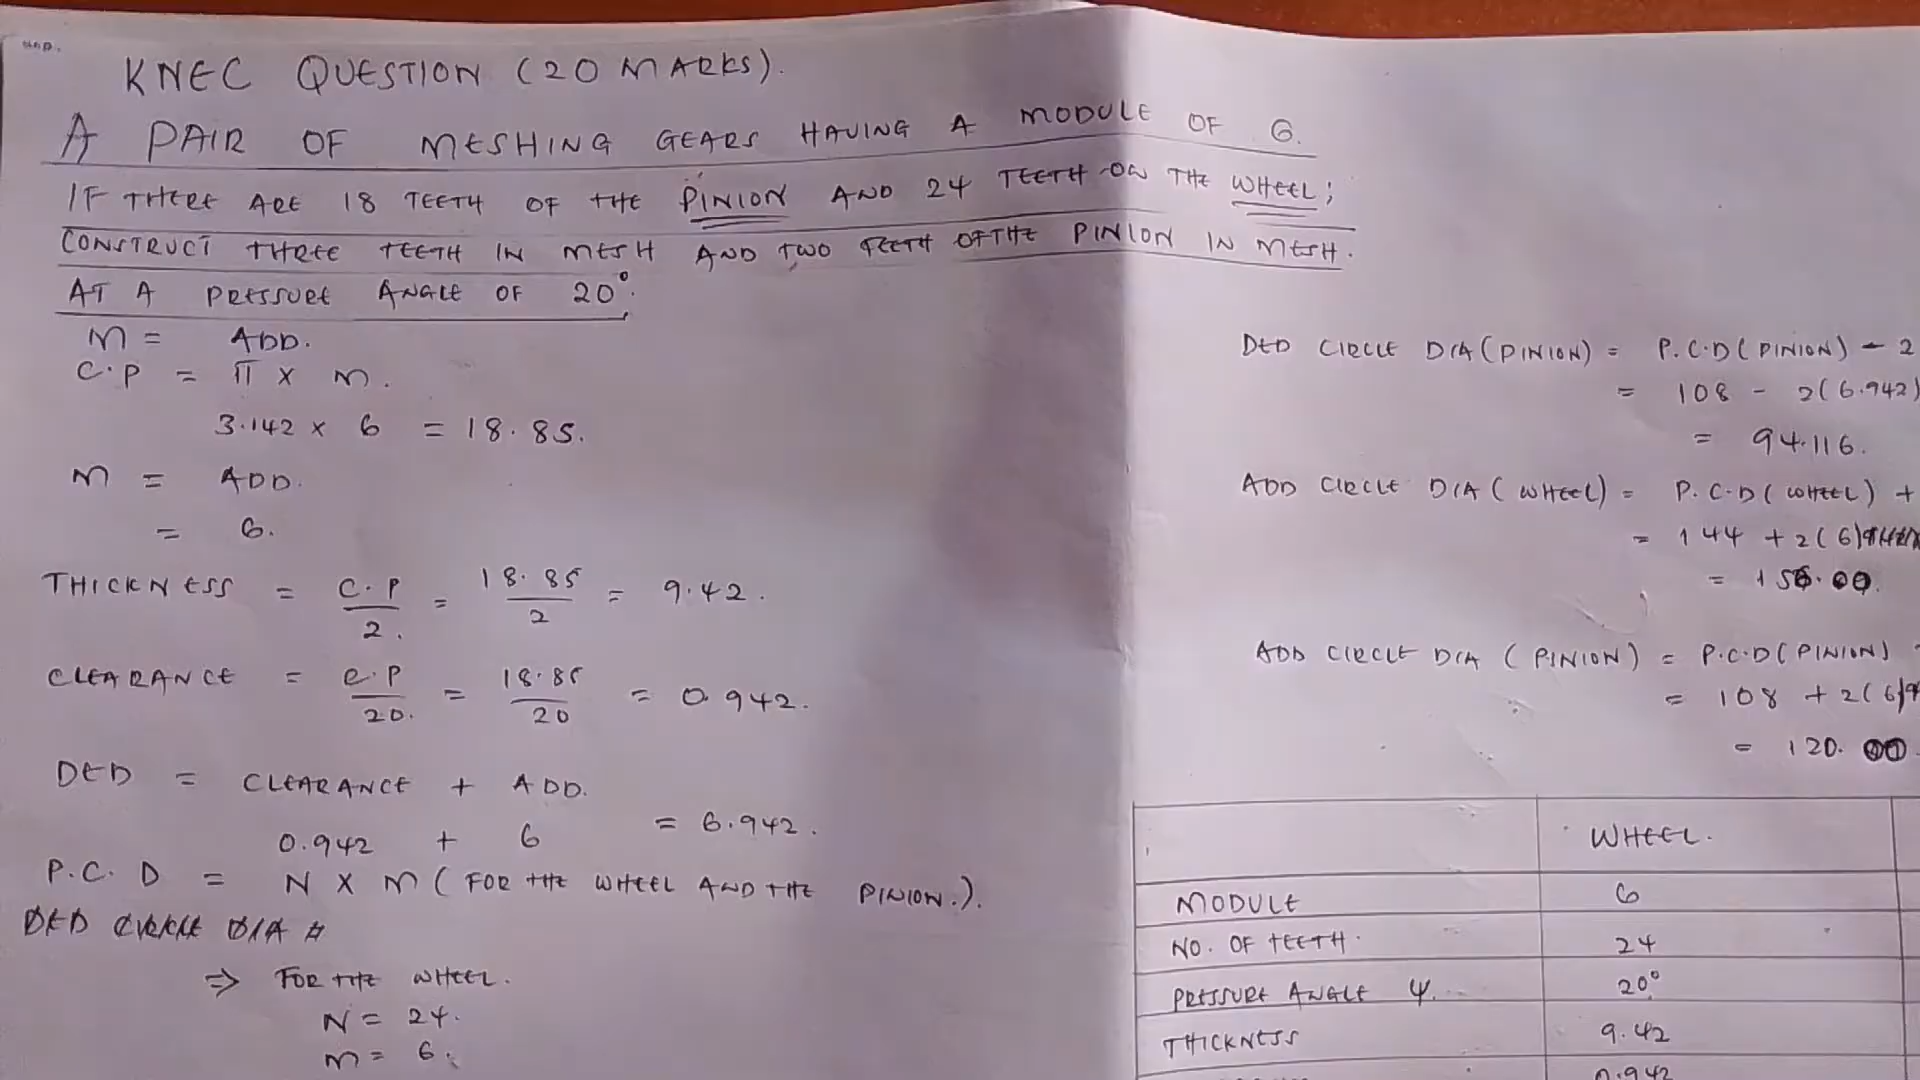 KNEC QUESTION (20 MARKS).
A PAIR OF MESHING GEARS HAVING A MODULE OF 6.
IF THERE ARE 18 TEETH OF THE PINION AND 24 TEETH ON THE WHEEL;
CONSTRUCT THREE TEETH IN MESH AND TWO TEETH OF THE PINION IN MESH.
AT A PRESSURE ANGLE OF 20°.
M = ADD.
C.P = π x m.
3.142 x 6 = 18.85.
M = ADD.
= 6.
THICKNESS = C.P/2. = 18.85/2 = 9.42.
CLEARANCE = C.P/20. = 18.85/20 = 0.942.
DED = CLEARANCE + ADD.
0.942 + 6 = 6.942.
P.C.D = N x M (FOR THE WHEEL AND THE PINION.).
DED CIRCLE DIA
⇒ FOR THE WHEEL.
N = 24.
M = 6.
DED CIRCLE DIA (PINION) = P.C.D (PINION) - 2
= 108 - 2(6.942)
= 94.116.
ADD CIRCLE DIA (WHEEL) = P.C.D (WHEEL) +
= 144 + 2(6)
= 156.00.
ADD CIRCLE DIA (PINION) = P.C.D (PINION)
= 108 + 2(6)
= 120.00
WHEEL.
MODULE 6
NO. OF TEETH. 24
PRESSURE ANGLE Ψ. 20°
THICKNESS 9.42
0.942